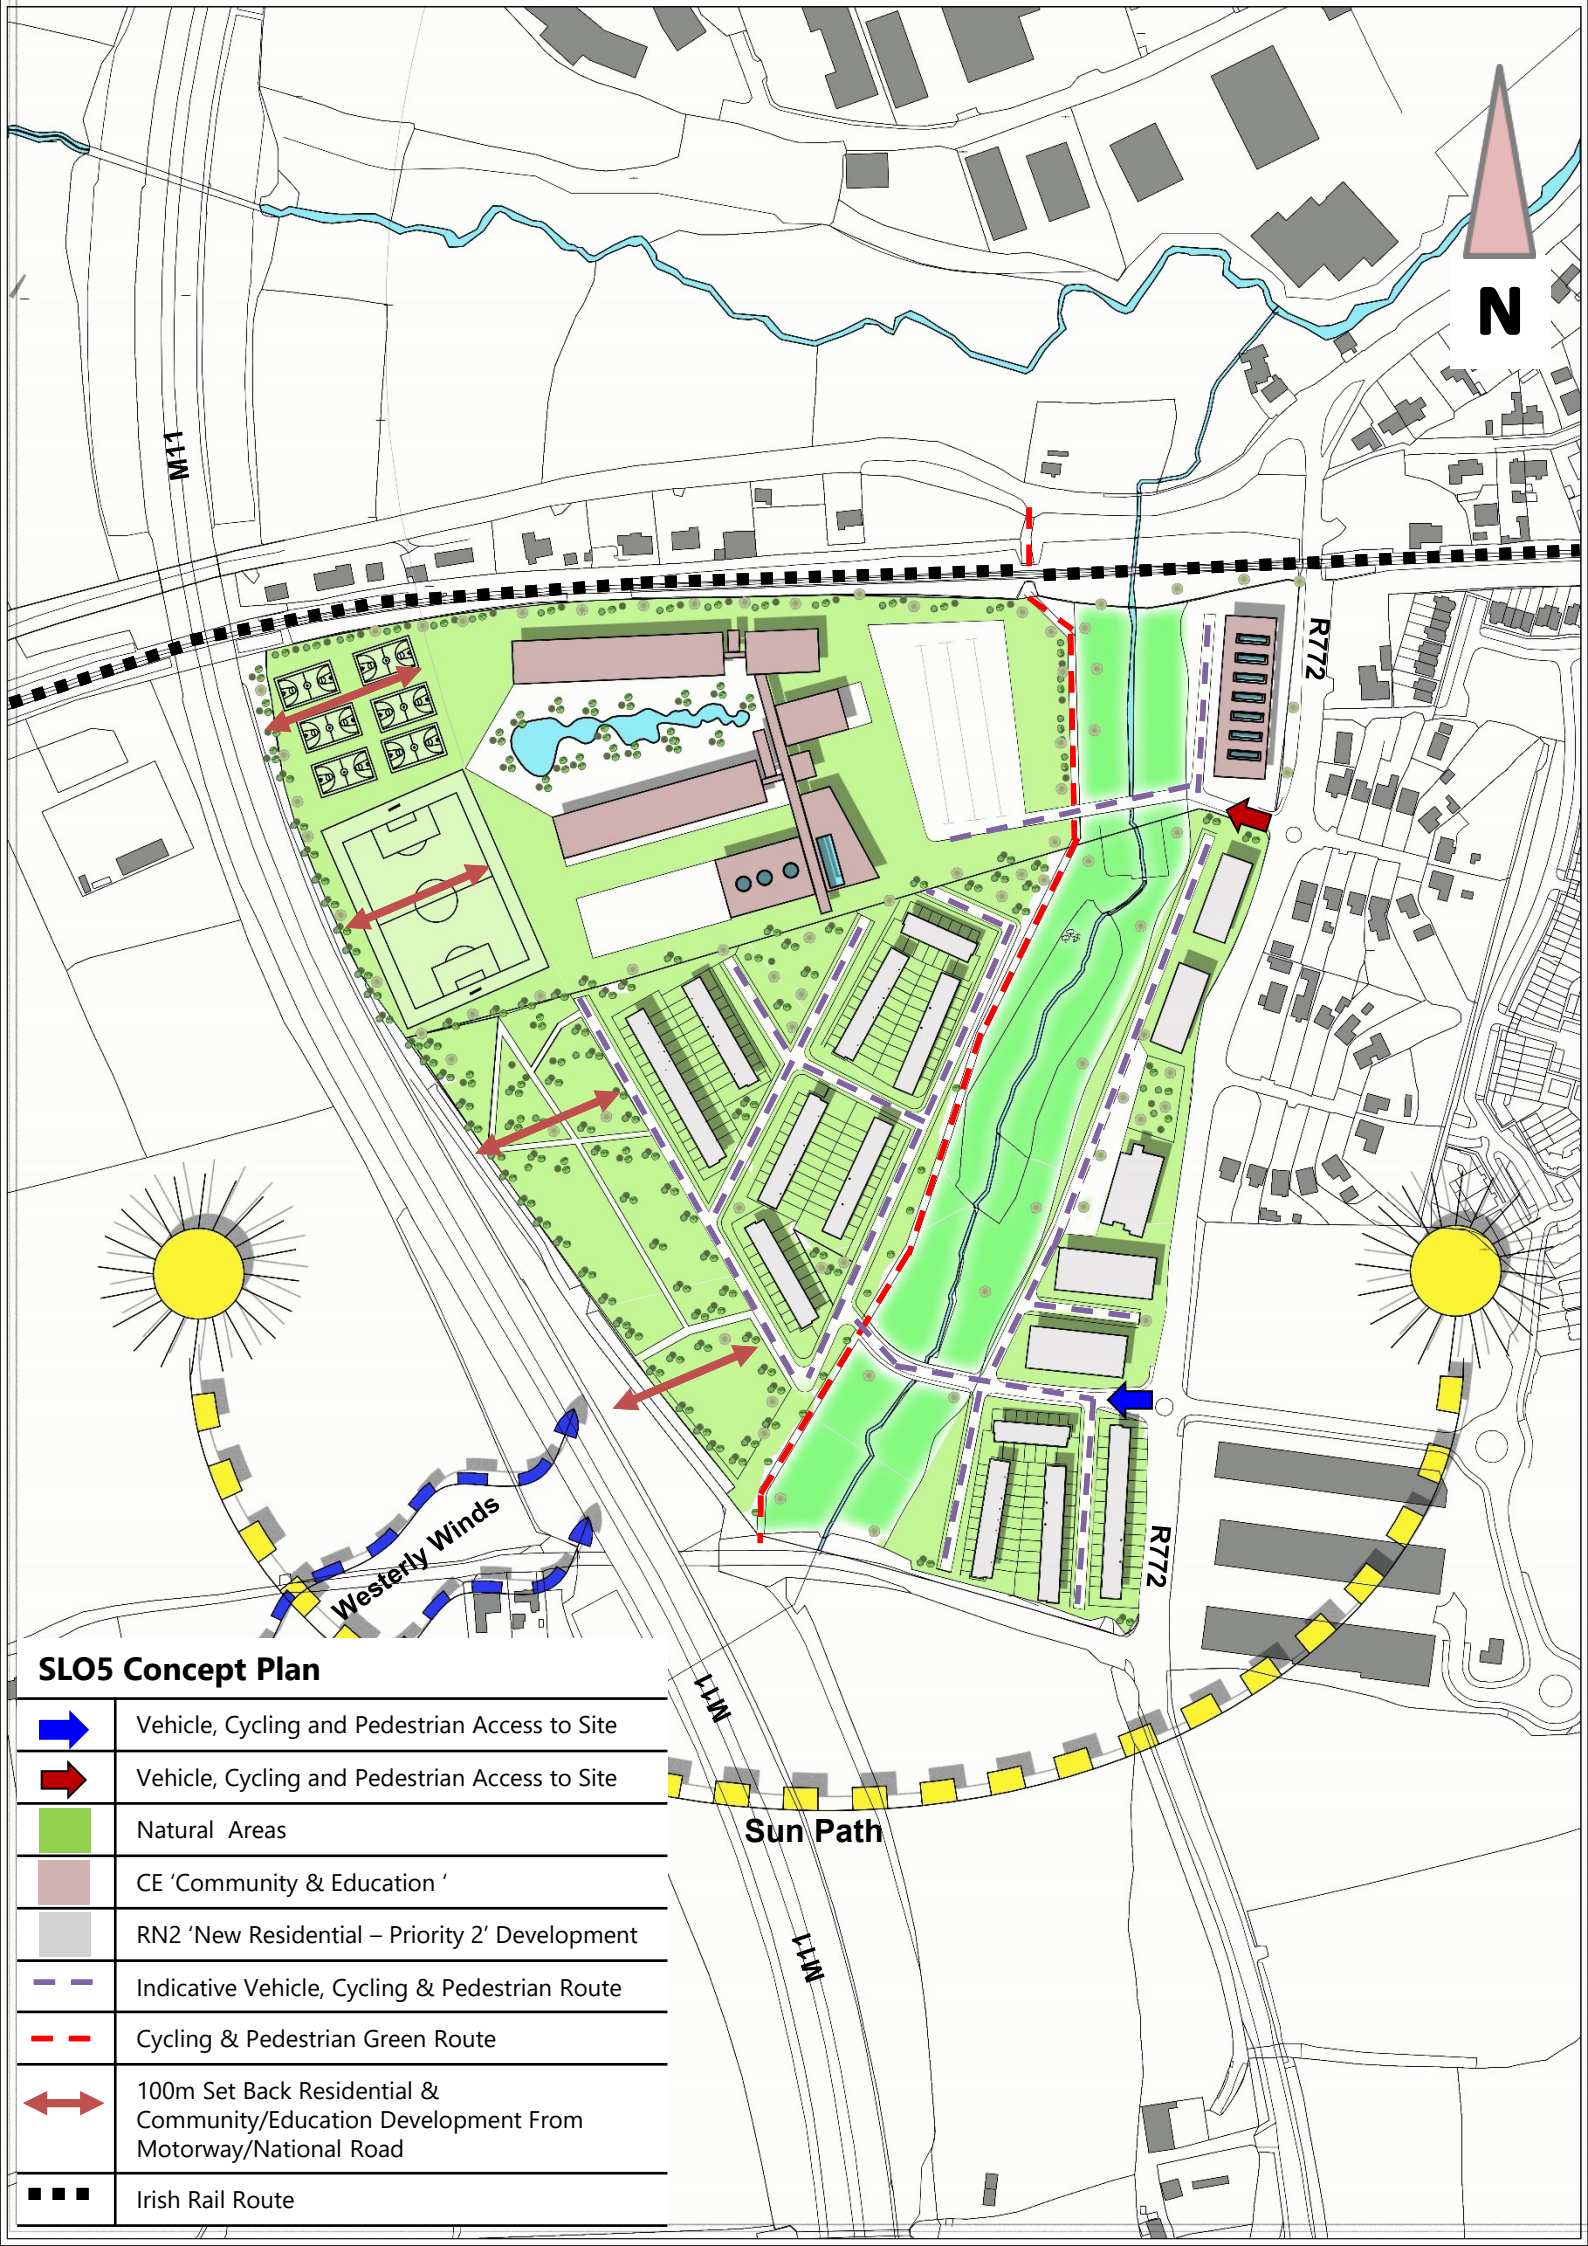 N
M11
R772
R772
Westerly Winds
M11
Sun Path
M11
SLO5 Concept Plan
Vehicle, Cycling and Pedestrian Access to Site
Vehicle, Cycling and Pedestrian Access to Site
Natural Areas
CE ‘Community & Education ‘
RN2 ‘New Residential – Priority 2’ Development
Indicative Vehicle, Cycling & Pedestrian Route
Cycling & Pedestrian Green Route
100m Set Back Residential &
Community/Education Development From
Motorway/National Road
Irish Rail Route